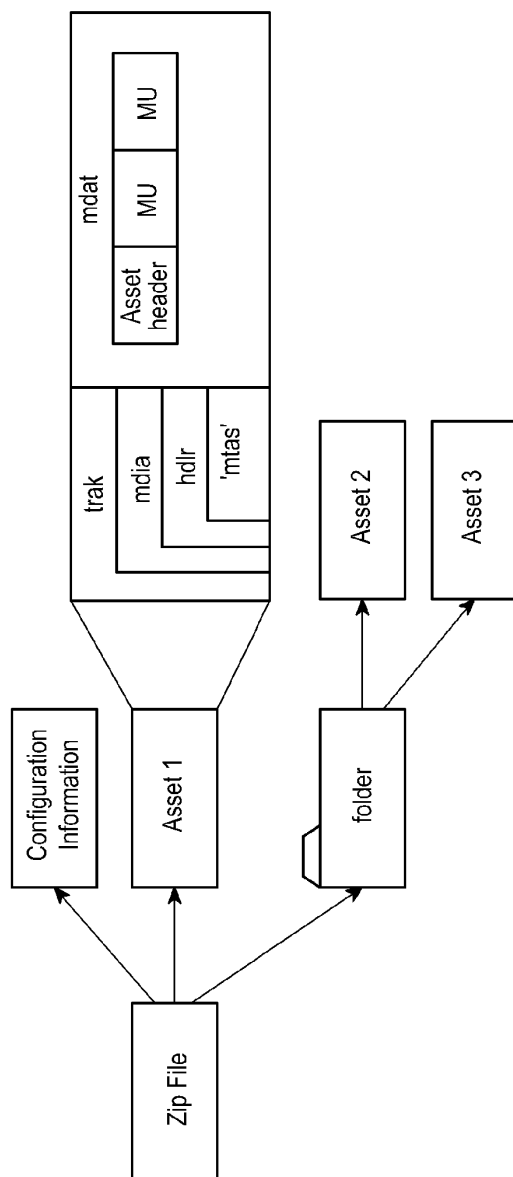 Zip File
Configuration
Information
Asset 1
folder
Asset 2
Asset 3
trak
mdia
hdlr
'mtas'
mdat
Asset
header
MU
MU